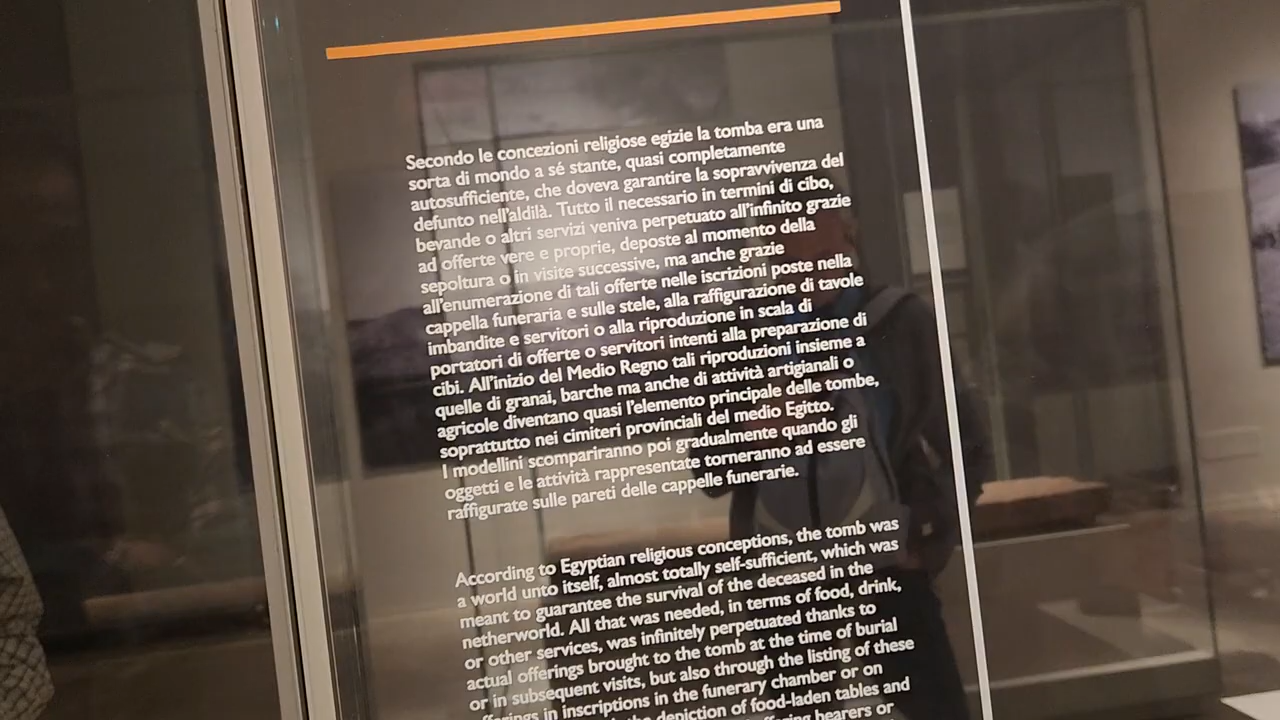 Secondo le concezioni religiose egizie la tomba era una
sorta di mondo a sé stante, quasi completamente
autosufficiente, che doveva garantire la sopravvivenza del
defunto nell'aldilà. Tutto il necessario in termini di cibo,
bevande o altri servizi veniva perpetuato all'infinito grazie
ad offerte vere e proprie, deposte al momento della
sepoltura o in visite successive, ma anche grazie
all'enumerazione di tali offerte nelle iscrizioni poste nella
cappella funeraria e sulle stele, alla raffigurazione di tavole
imbandite e servitori o alla riproduzione in scala di
portatori di offerte o servitori intenti alla preparazione di
cibi. All'inizio del Medio Regno tali riproduzioni insieme a
quelle di granai, barche ma anche di attività artigianali o
agricole diventano quasi l'elemento principale delle tombe,
soprattutto nei cimiteri provinciali del medio Egitto.
I modellini scompariranno poi gradualmente quando gli
oggetti e le attività rappresentate torneranno ad essere
raffigurate sulle pareti delle cappelle funerarie.
According to Egyptian religious conceptions, the tomb was
a world unto itself, almost totally self-sufficient, which was
meant to guarantee the survival of the deceased in the
netherworld. All that was needed, in terms of food, drink,
or other services, was infinitely perpetuated thanks to
actual offerings brought to the tomb at the time of burial
or in subsequent visits, but also through the listing of these
offerings in inscriptions in the funerary chamber or on
the depiction of food-laden tables and
offering bearers or